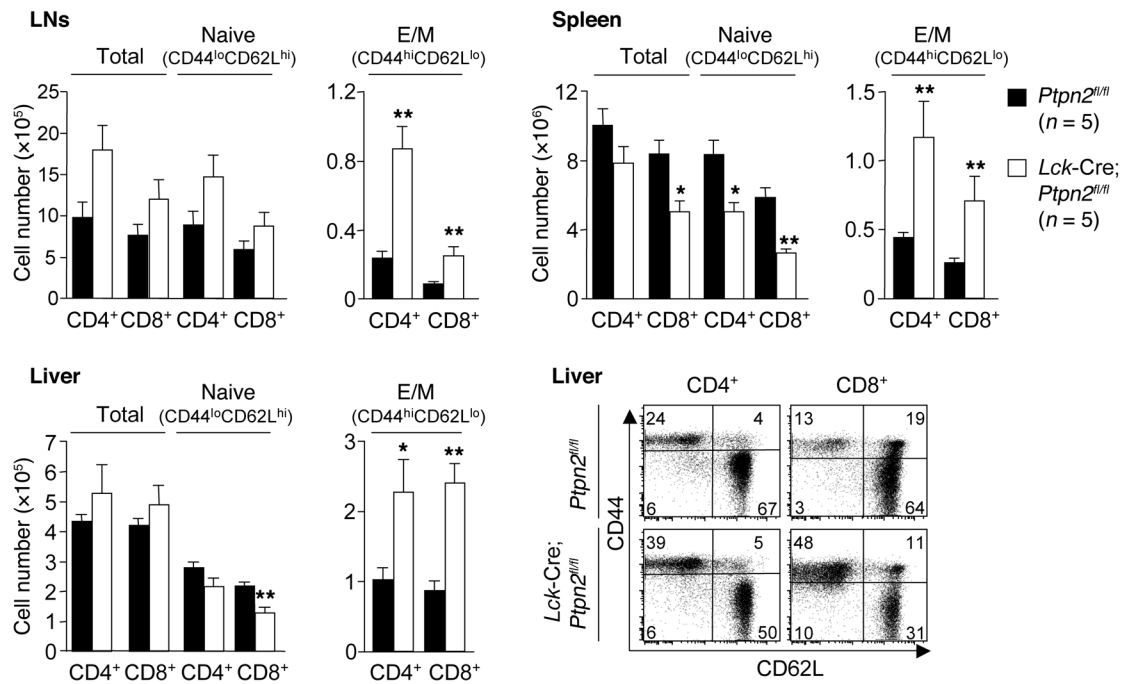 LNs
Total
Naive
(CD44loCD62Lhi)
E/M
(CD44hiCD62Llo)
Cell number (×10⁵)
25
20
15
10
5
0
CD4⁺ CD8⁺ CD4⁺ CD8⁺
1.2
0.8
0.4
0
**
**
CD4⁺ CD8⁺
Spleen
Total
Naive
(CD44loCD62Lhi)
E/M
(CD44hiCD62Llo)
Cell number (×10⁶)
12
9
6
3
0
*
*
**
CD4⁺ CD8⁺ CD4⁺ CD8⁺
1.5
1.0
0.5
0
**
**
CD4⁺ CD8⁺
Ptpn2fl/fl
(n = 5)
Lck-Cre;
Ptpn2fl/fl
(n = 5)
Liver
Total
Naive
(CD44loCD62Lhi)
E/M
(CD44hiCD62Llo)
Cell number (×10⁵)
7
6
5
4
3
2
1
0
**
CD4⁺ CD8⁺ CD4⁺ CD8⁺
3
2
1
0
*
**
CD4⁺ CD8⁺
Liver
CD4⁺
CD8⁺
Ptpn2fl/fl
24 4
6 67
13 19
3 64
Lck-Cre;
Ptpn2fl/fl
39 5
6 50
48 11
10 31
CD44
CD62L